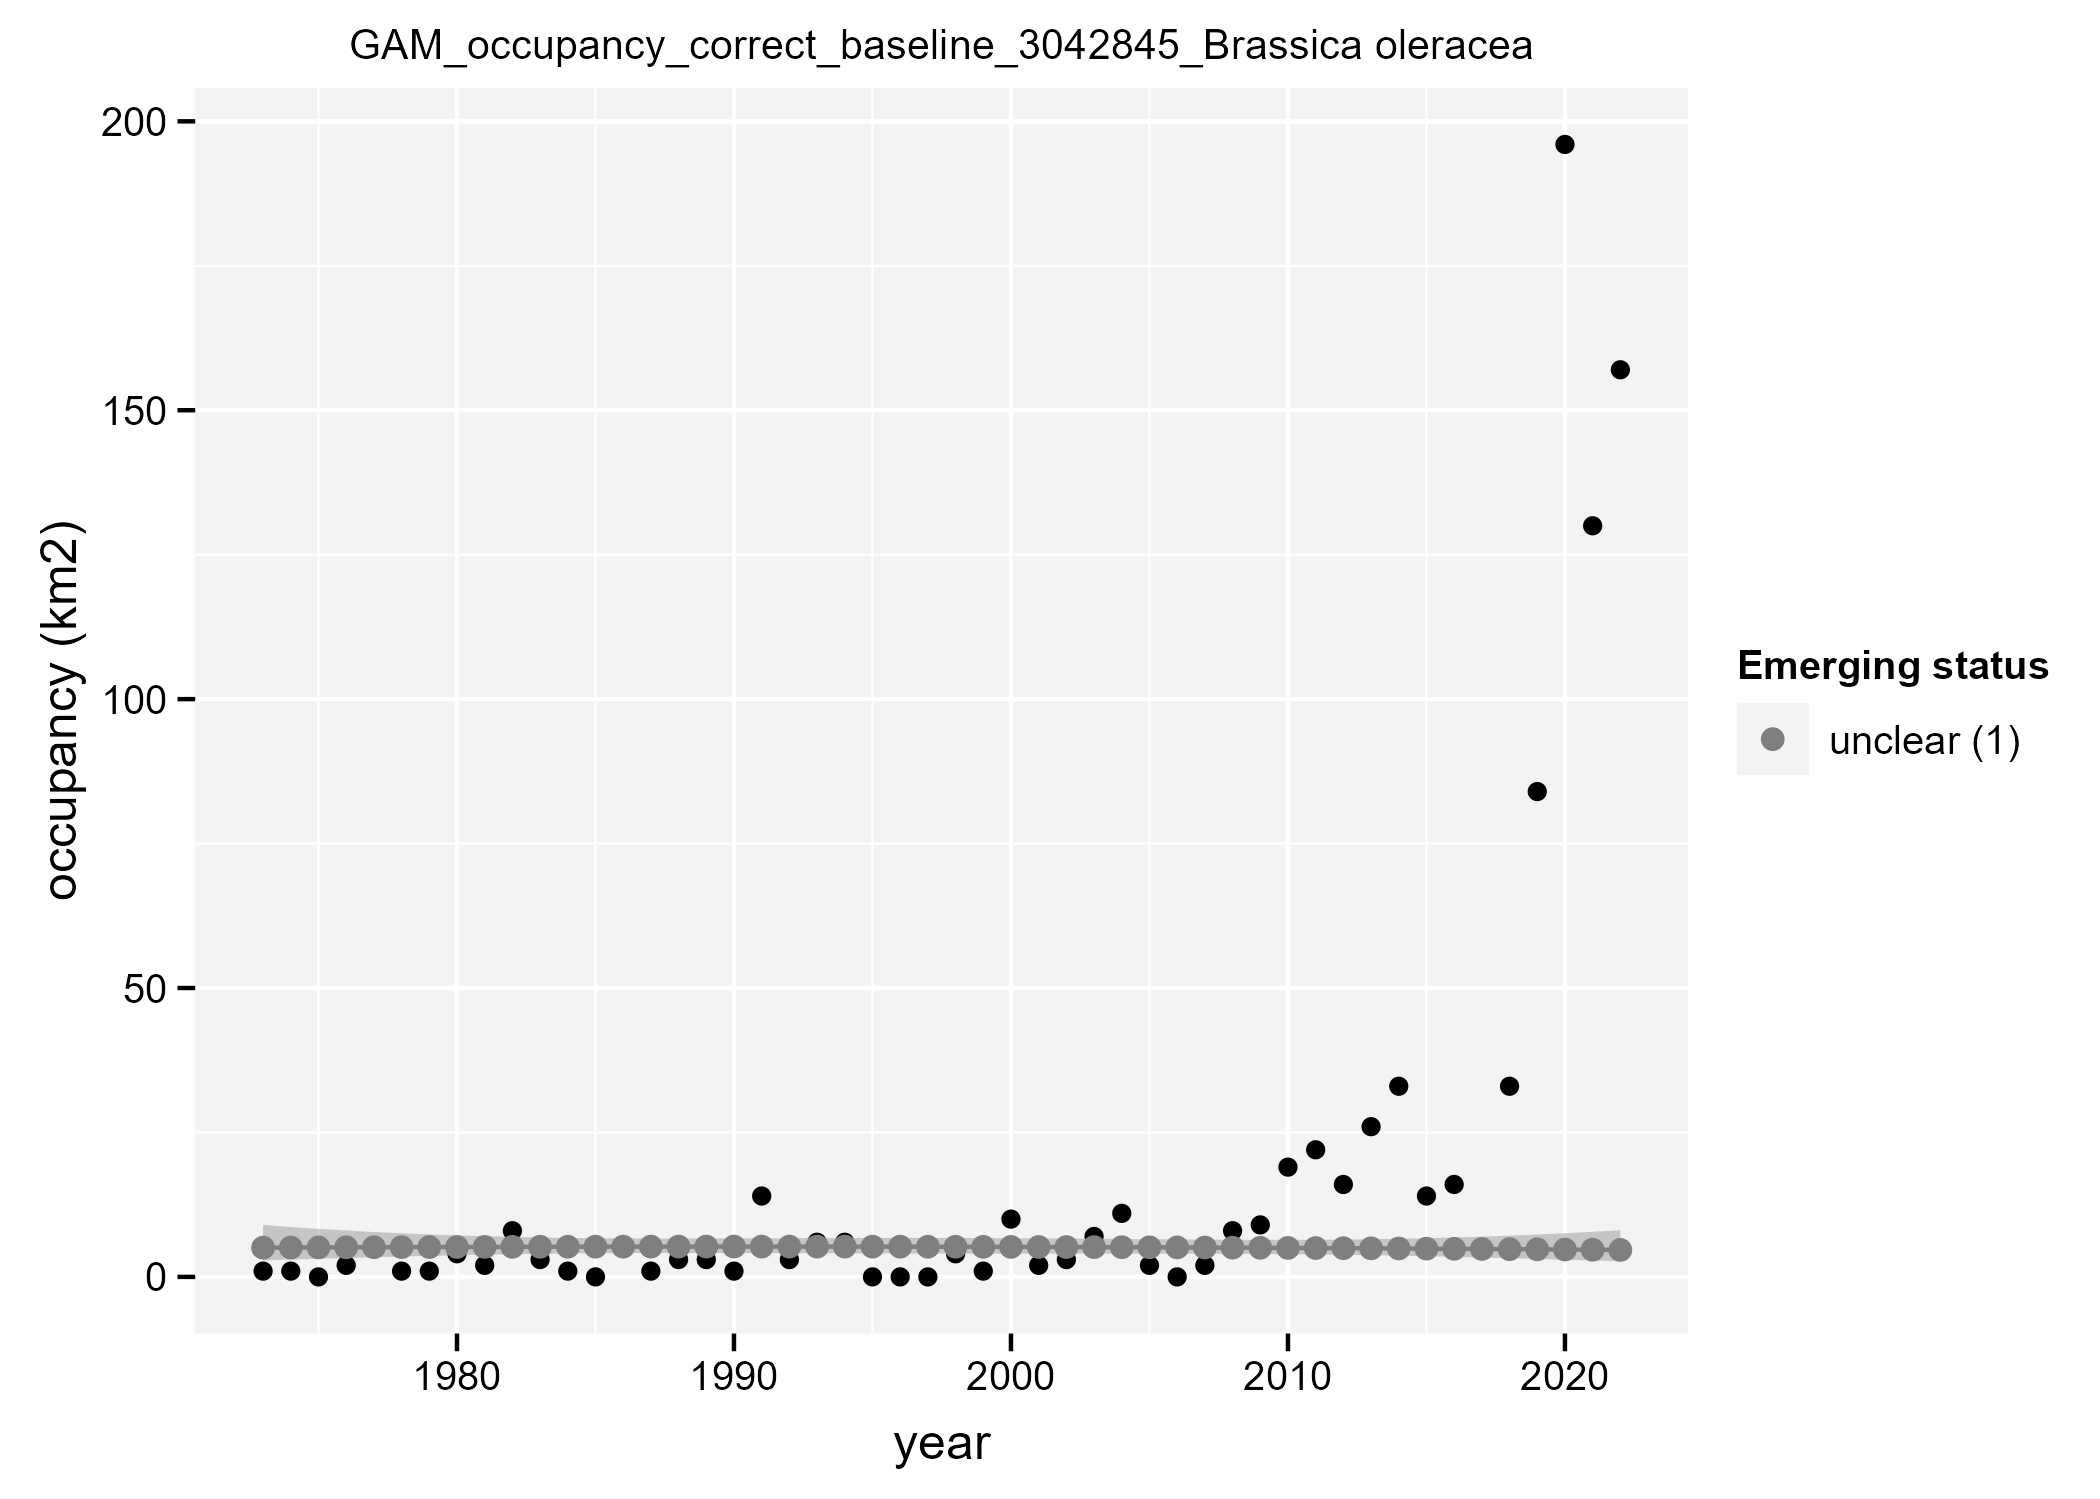 GAM_occupancy_correct_baseline_3042845_Brassica oleracea
200
150
100
50
0
occupancy (km2)
1980 1990 2000 2010 2020
year
Emerging status
unclear (1)